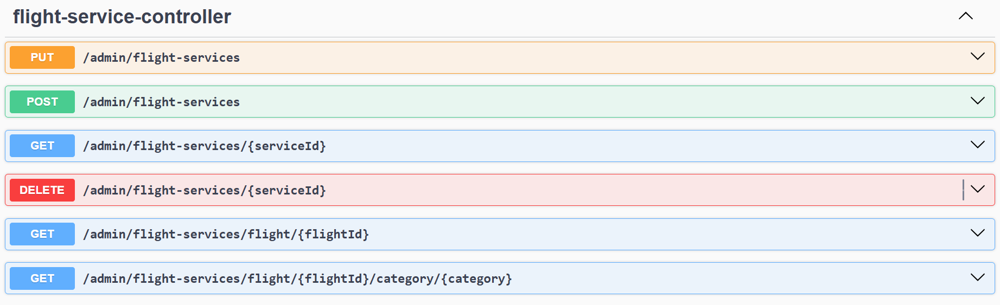 flight-service-controller
PUT /admin/flight-services
POST /admin/flight-services
GET /admin/flight-services/{serviceId}
DELETE /admin/flight-services/{serviceId}
GET /admin/flight-services/flight/{flightId}
GET /admin/flight-services/flight/{flightId}/category/{category}